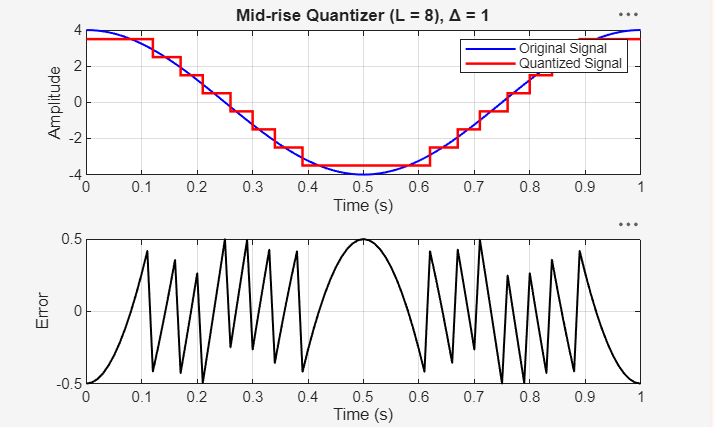 Mid-rise Quantizer (L = 8), Δ = 1
4
2
0
-2
-4
Amplitude
Original Signal
Quantized Signal
0 0.1 0.2 0.3 0.4 0.5 0.6 0.7 0.8 0.9 1
Time (s)
0.5
0
-0.5
Error
0 0.1 0.2 0.3 0.4 0.5 0.6 0.7 0.8 0.9 1
Time (s)